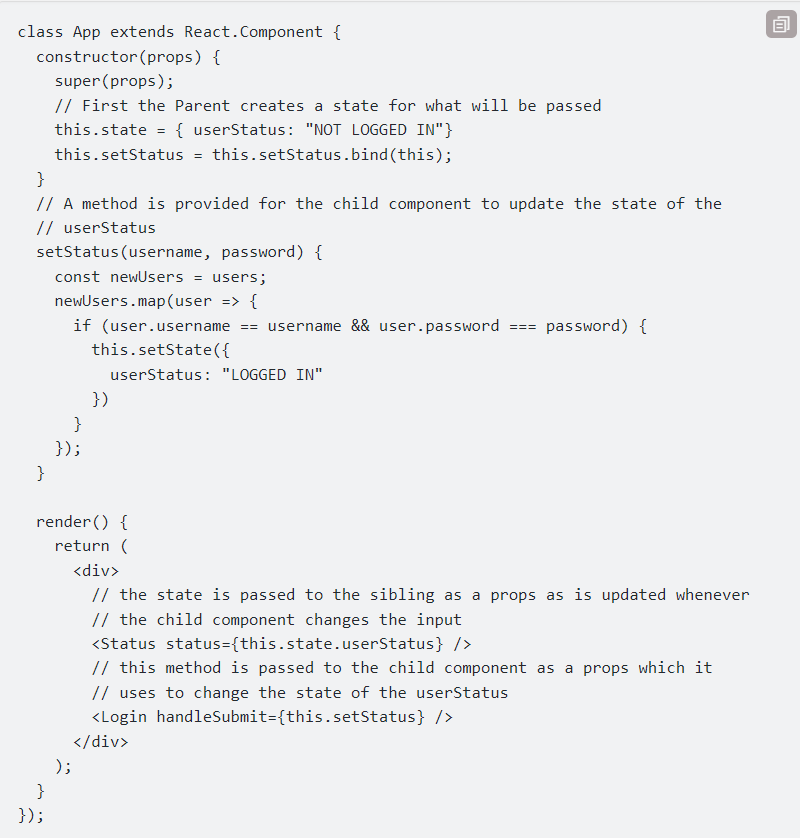 class App extends React.Component {
  constructor(props) {
    super(props);
    // First the Parent creates a state for what will be passed
    this.state = { userStatus: "NOT LOGGED IN"}
    this.setStatus = this.setStatus.bind(this);
  }
  // A method is provided for the child component to update the state of the
  // userStatus
  setStatus(username, password) {
    const newUsers = users;
    newUsers.map(user => {
      if (user.username == username && user.password === password) {
        this.setState({
          userStatus: "LOGGED IN"
        })
      }
    });
  }

  render() {
    return (
      <div>
        // the state is passed to the sibling as a props as is updated whenever
        // the child component changes the input
        <Status status={this.state.userStatus} />
        // this method is passed to the child component as a props which it
        // uses to change the state of the userStatus
        <Login handleSubmit={this.setStatus} />
      </div>
    );
  }
});